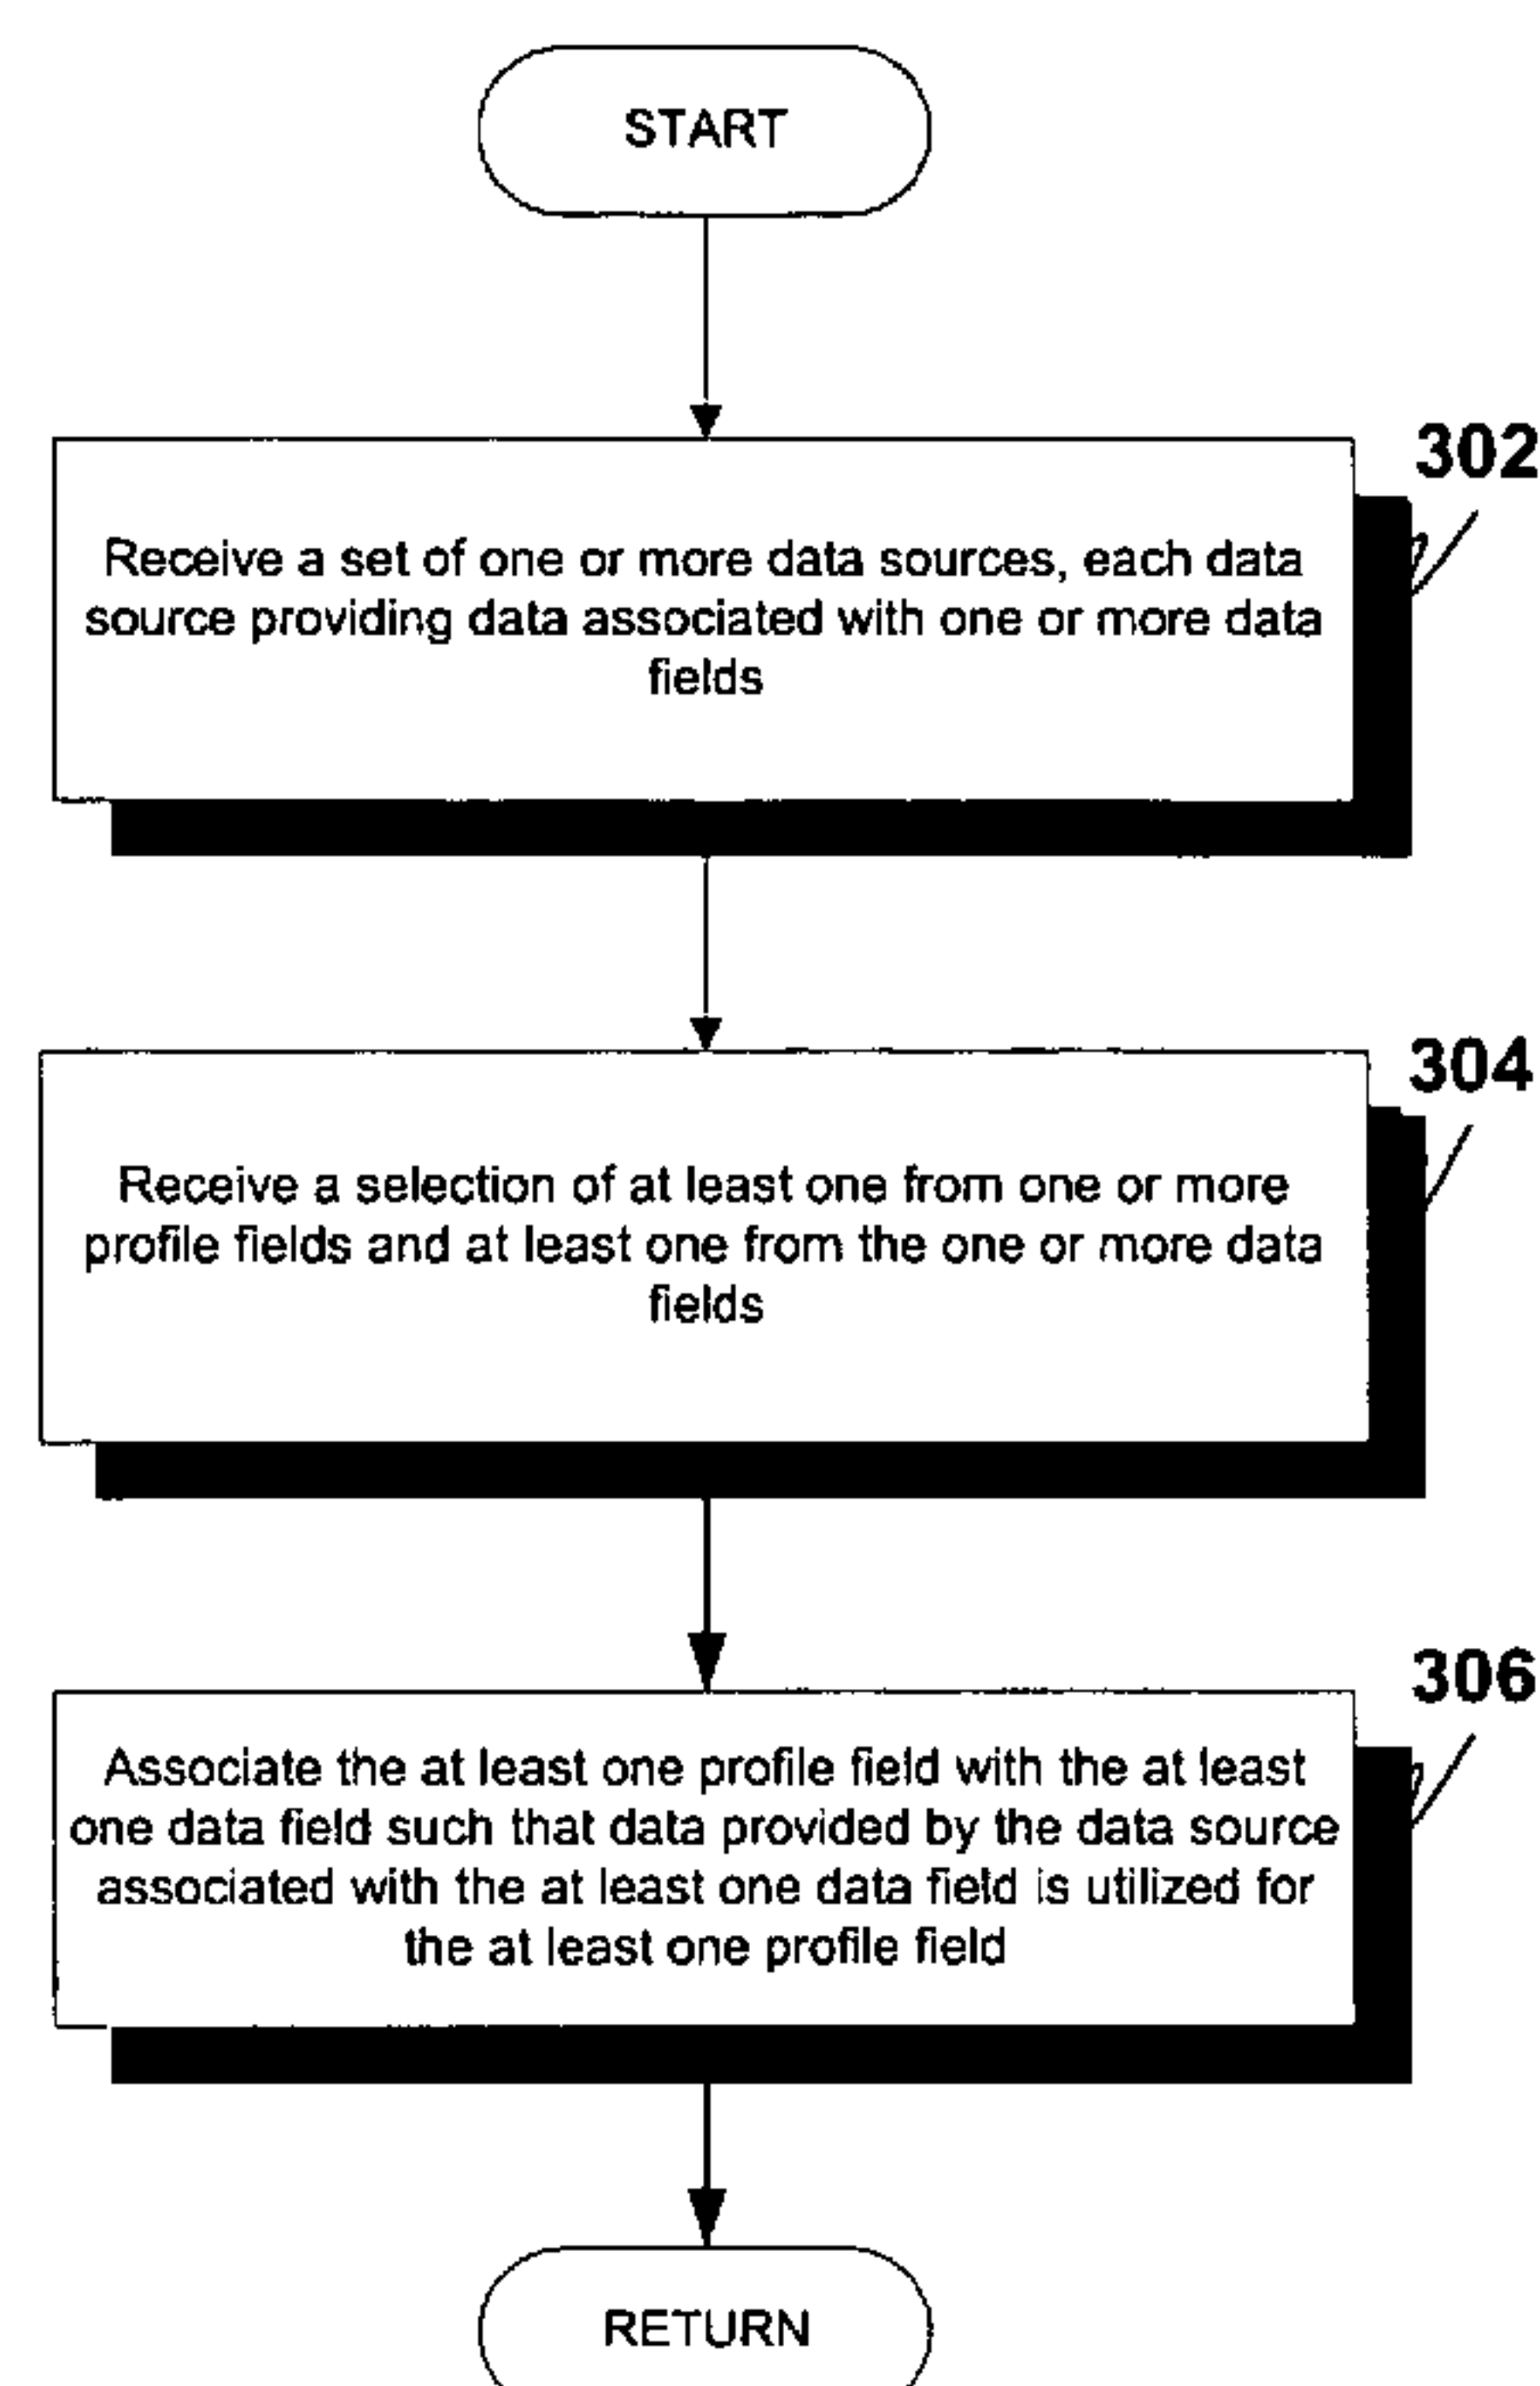 START
302
Receive a set of one or more data sources, each data
source providing data associated with one or more data
fields
304
Receive a selection of at least one from one or more
profile fields and at least one from the one or more data
fields
306
Associate the at least one profile field with the at least
one data field such that data provided by the data source
associated with the at least one data field is utilized for
the at least one profile field
RETURN